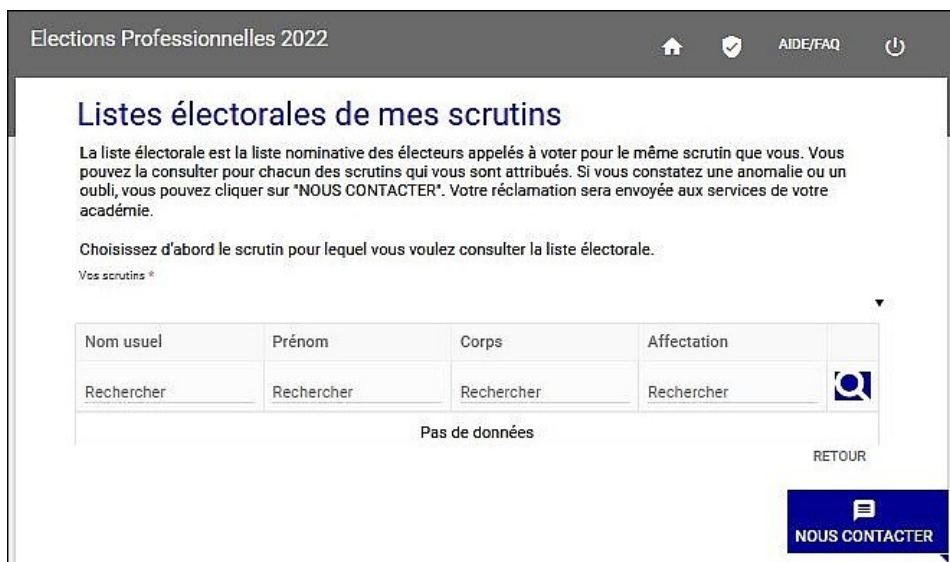 Elections Professionnelles 2022
AIDE/FAQ
Listes électorales de mes scrutins
La liste électorale est la liste nominative des électeurs appelés à voter pour le même scrutin que vous. Vous
pouvez la consulter pour chacun des scrutins qui vous sont attribués. Si vous constatez une anomalie ou un
oubli, vous pouvez cliquer sur "NOUS CONTACTER". Votre réclamation sera envoyée aux services de votre
académie.
Choisissez d'abord le scrutin pour lequel vous voulez consulter la liste électorale.
Vos scrutins *
Nom usuel Prénom Corps Affectation
Rechercher Rechercher Rechercher Rechercher
Pas de données
RETOUR
NOUS CONTACTER